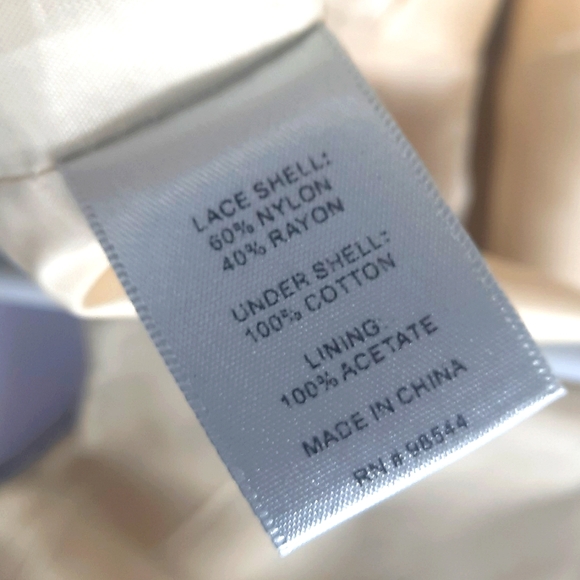 LACE SHELL:
60% NYLON
40% RAYON
UNDER SHELL:
100% COTTON
LINING:
100% ACETATE
MADE IN CHINA
RN # 98544